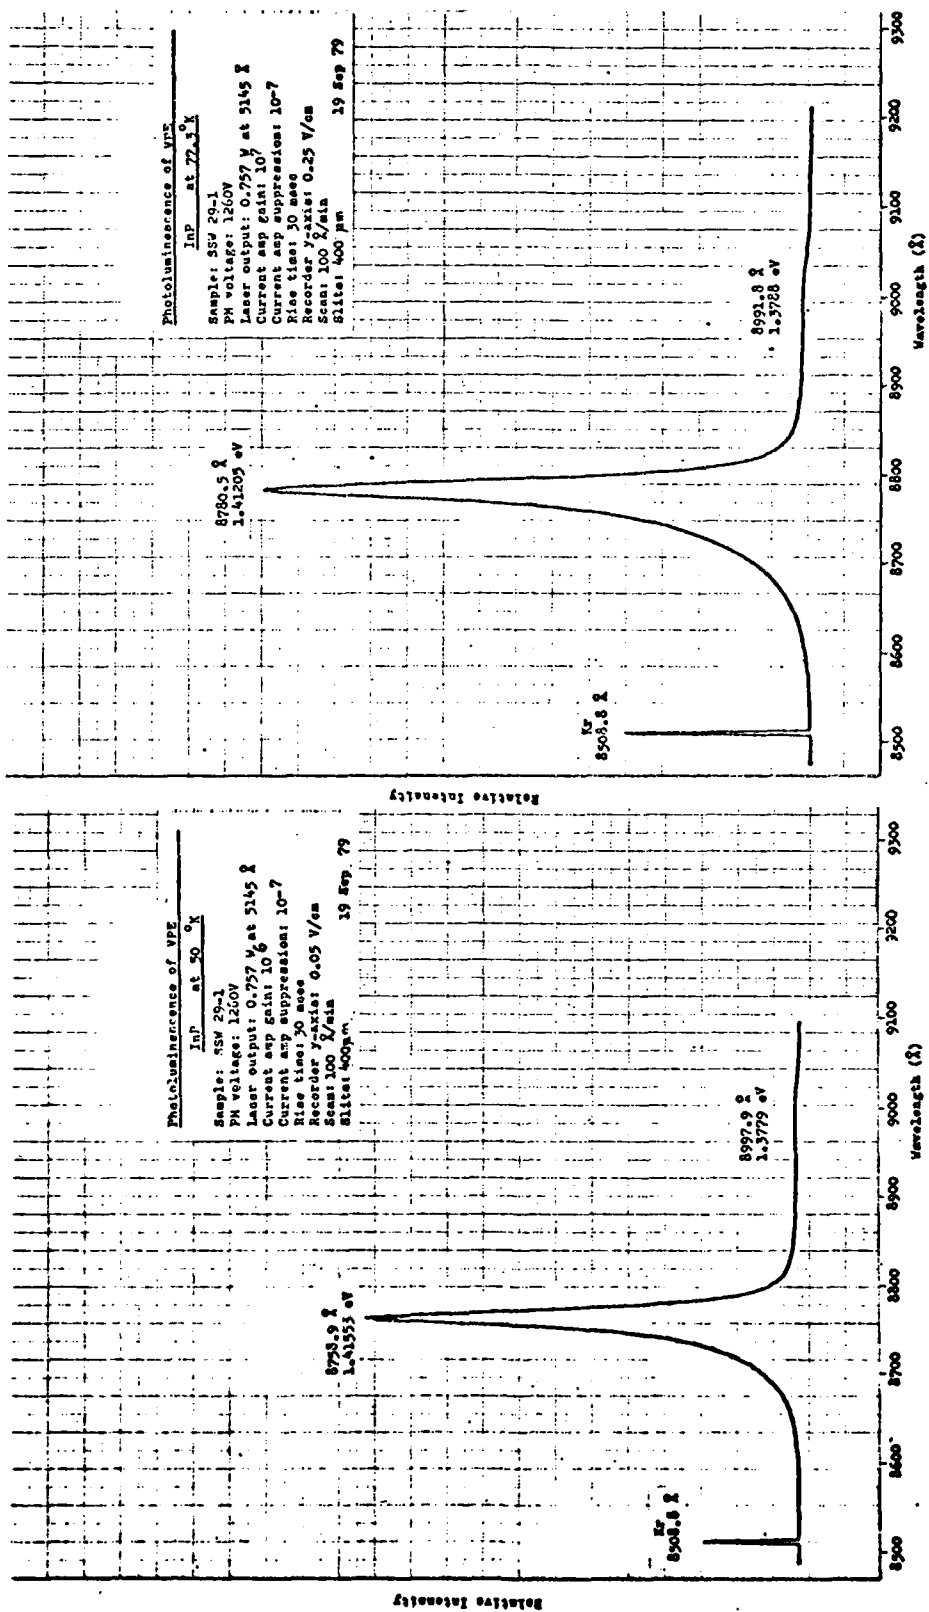 Photoluminescence of VPE
InP at 50 °K
Sample: SSW 29-1
PM voltage: 1260V
Laser output: 0.757 W at 5145 Å
Current amp gain: 10^6
Current amp suppression: 10-7
Rise time: 30 msec
Recorder y-axis: 0.05 V/cm
Scan: 100 Å/min
Slits: 400µm
19 Sep 79
8758.9 Å
1.41553 eV
8997.9 Å
1.3779 eV
Kr
8508.8 Å
8500 8600 8700 8800 8900 9000 9100 9200 9300
Wavelength (Å)
Relative Intensity
Photoluminescence of VPE
InP at 77.5°K
Sample: SSW 29-1
PM voltage: 1260V
Laser output: 0.757 W at 5145 Å
Current amp gain: 10^7
Current amp suppression: 10-7
Rise time: 30 msec
Recorder y-axis: 0.25 V/cm
Scan: 100 Å/min
Slits: 400 µm
19 Sep 79
8780.5 Å
1.41205 eV
8991.8 Å
1.3788 eV
Kr
8508.8 Å
8500 8600 8700 8800 8900 9000 9100 9200 9300
Wavelength (Å)
Relative Intensity